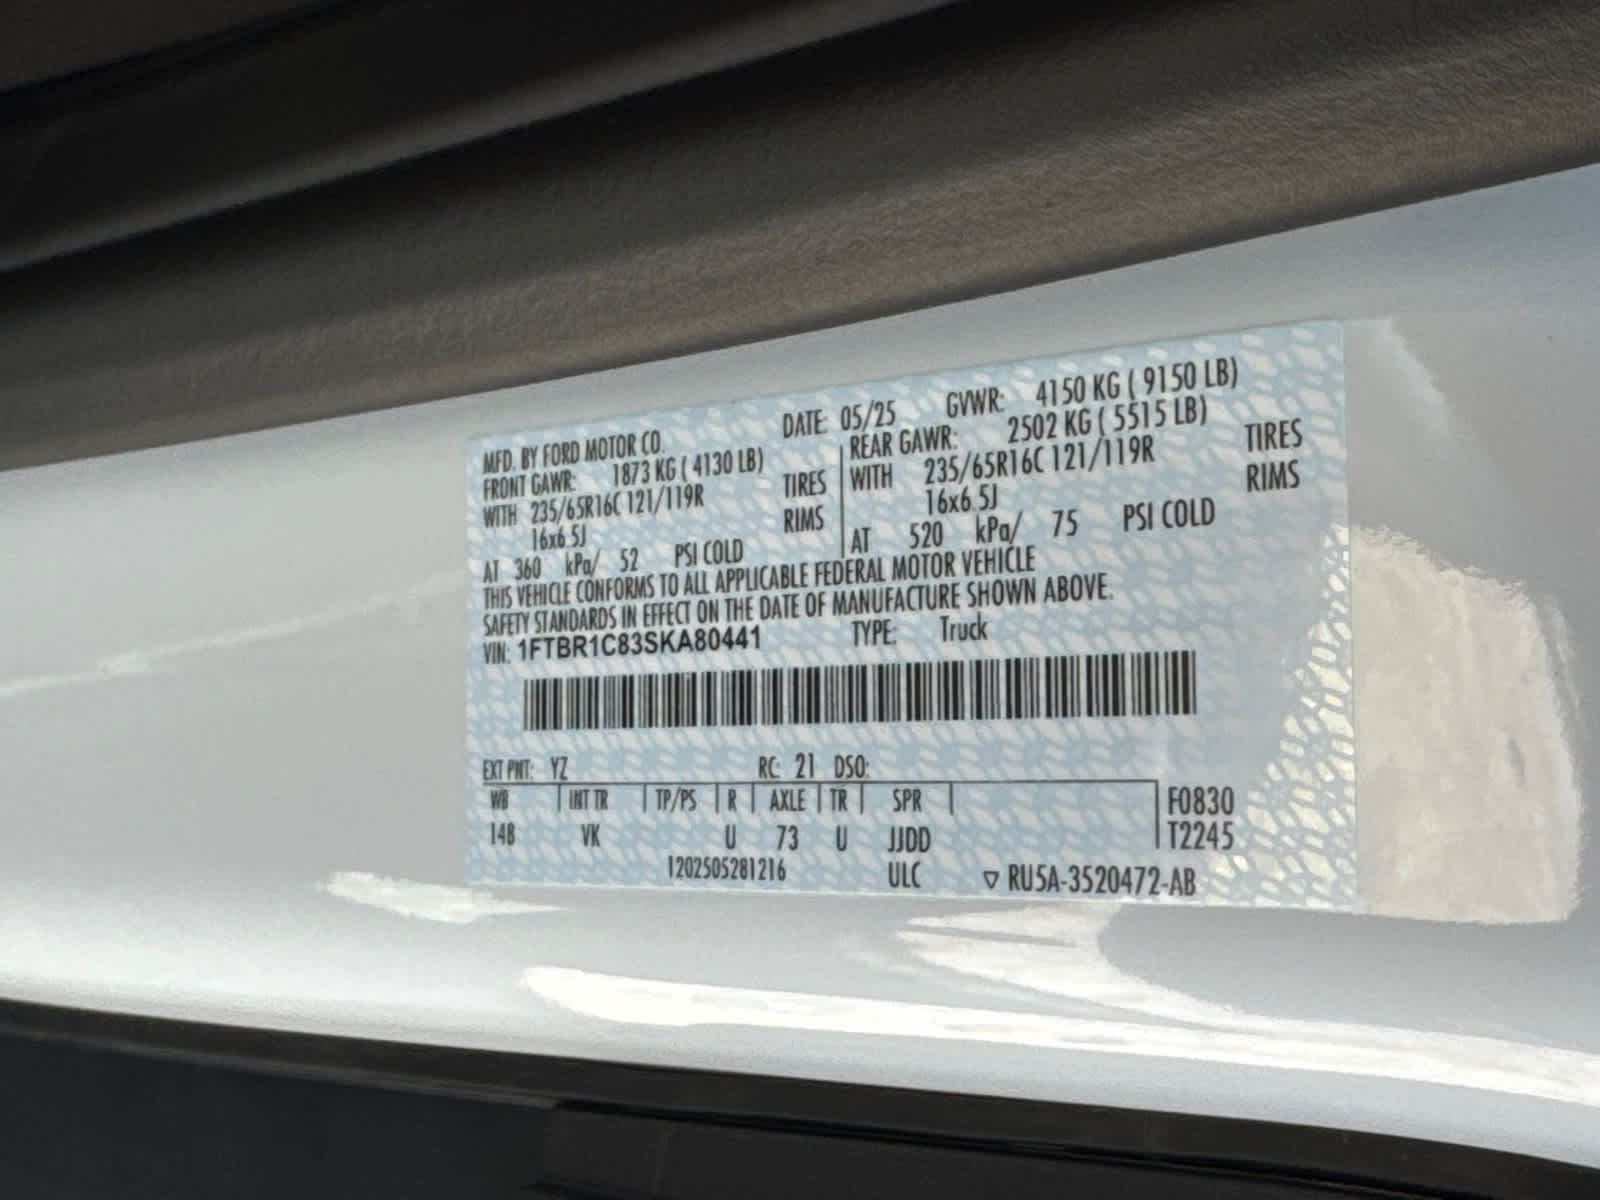 MFD. BY FORD MOTOR CO.
DATE: 05/25
GVWR: 4150 KG ( 9150 LB)
FRONT GAWR: 1873 KG ( 4130 LB)
WITH 235/65R16C 121/119R TIRES
16x6.5J RIMS
AT 360 kPa/ 52 PSI COLD
REAR GAWR: 2502 KG ( 5515 LB)
WITH 235/65R16C 121/119R TIRES
16x6.5J RIMS
AT 520 kPa/ 75 PSI COLD
THIS VEHICLE CONFORMS TO ALL APPLICABLE FEDERAL MOTOR VEHICLE
SAFETY STANDARDS IN EFFECT ON THE DATE OF MANUFACTURE SHOWN ABOVE.
VIN: 1FTBR1C83SKA80441 TYPE: Truck
EXT PNT: YZ RC: 21 DSO:
WB INT TR TP/PS R AXLE TR SPR
148 VK U 73 U JJDD
F0830
T2245
1202505281216 ULC ▽ RU5A-3520472-AB